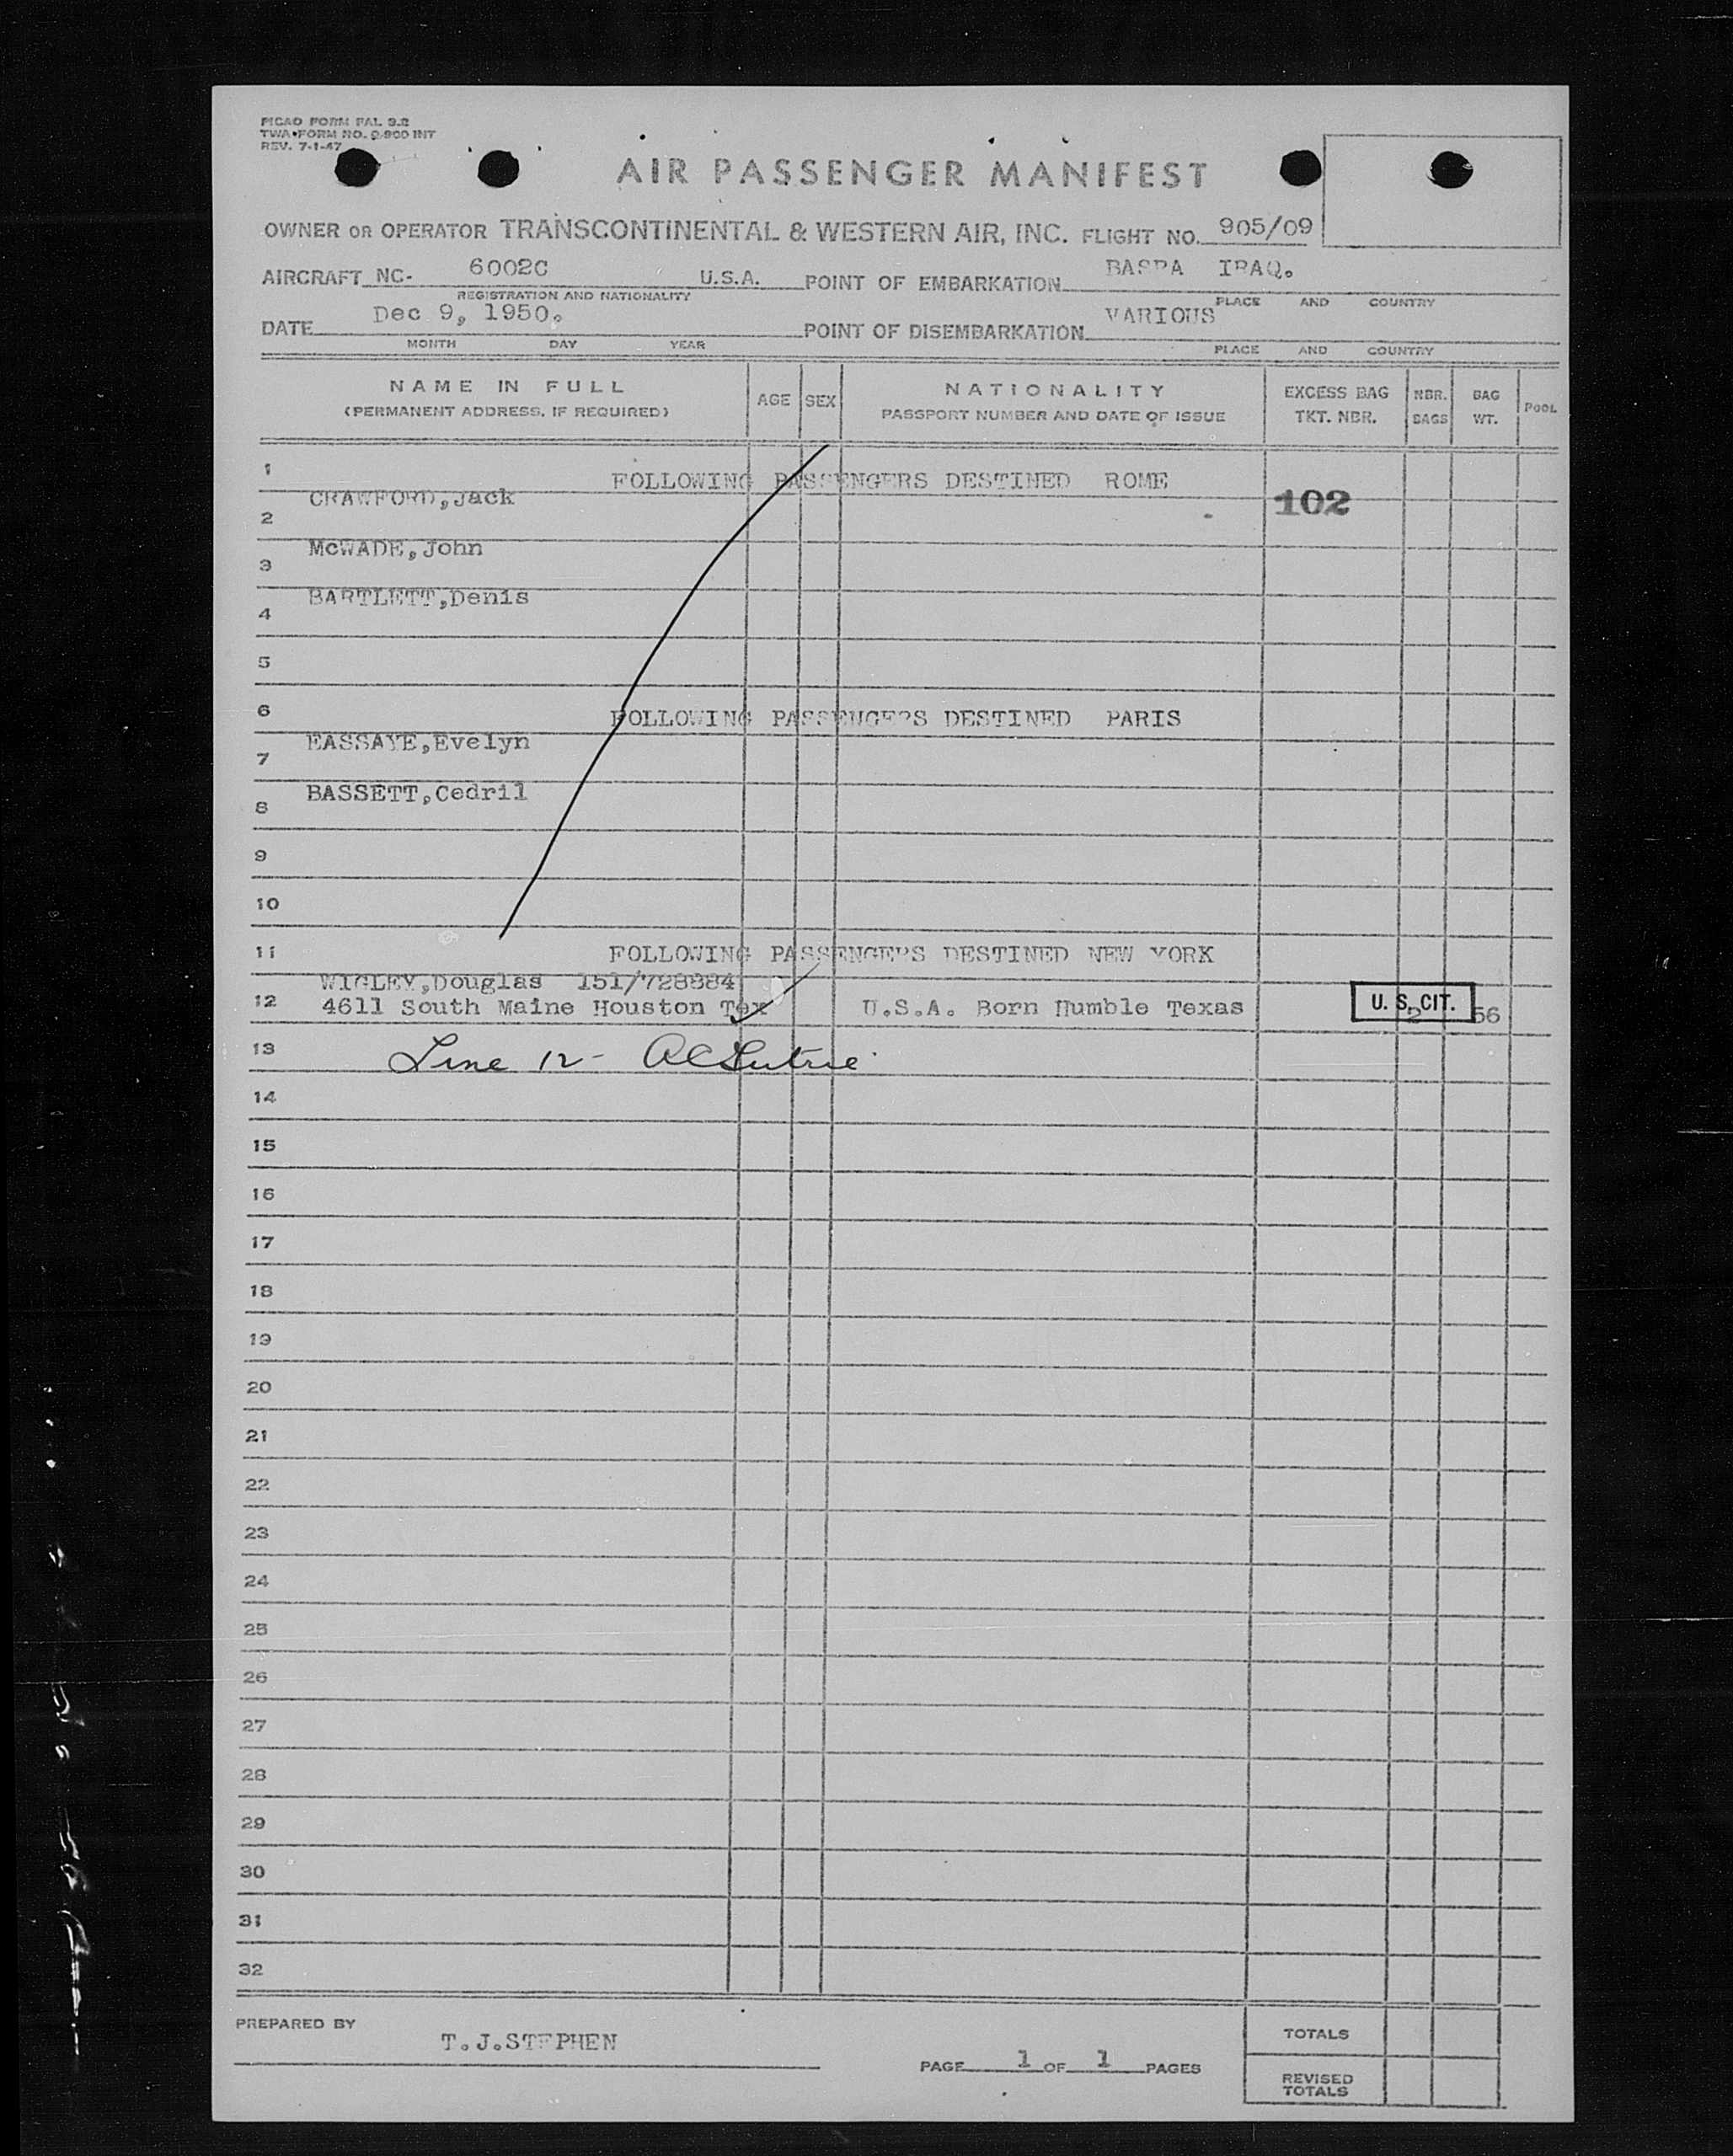 PICAO FORM PAL 9.2
TWA FORM NO. 0-900 INT
REV. 7-1-47
AIR PASSENGER MANIFEST
OWNER OR OPERATOR TRANSCONTINENTAL & WESTERN AIR, INC. FLIGHT NO. 905/09
AIRCRAFT NC- 6002C U.S.A. POINT OF EMBARKATION BASRA IRAQ.
REGISTRATION AND NATIONALITY PLACE AND COUNTRY
DATE Dec 9, 1950. POINT OF DISEMBARKATION VARIOUS
MONTH DAY YEAR PLACE AND COUNTRY
NAME IN FULL AGE SEX NATIONALITY EXCESS BAG NBR. BAG POOL
(PERMANENT ADDRESS, IF REQUIRED) PASSPORT NUMBER AND DATE OF ISSUE TKT. NBR. BAGS WT.
1 FOLLOWING PASSENGERS DESTINED ROME
CRAWFORD,Jack 102
2
McWADE,John
3
BARTLETT,Denis
4
5
6 FOLLOWING PASSENGERS DESTINED PARIS
EASSAYE,Evelyn
7
BASSETT,Cedril
8
9
10
11 FOLLOWING PASSENGERS DESTINED NEW YORK
WIGLEY,Douglas 151/728884
12 4611 South Maine Houston Tex U.S.A. Born Humble Texas U. S. CIT. 2 56
13 Line 12-
14
15
16
17
18
19
20
21
22
23
24
25
26
27
28
29
30
31
32
PREPARED BY T.J.STEPHEN
PAGE 1 OF 1 PAGES
TOTALS
REVISED TOTALS